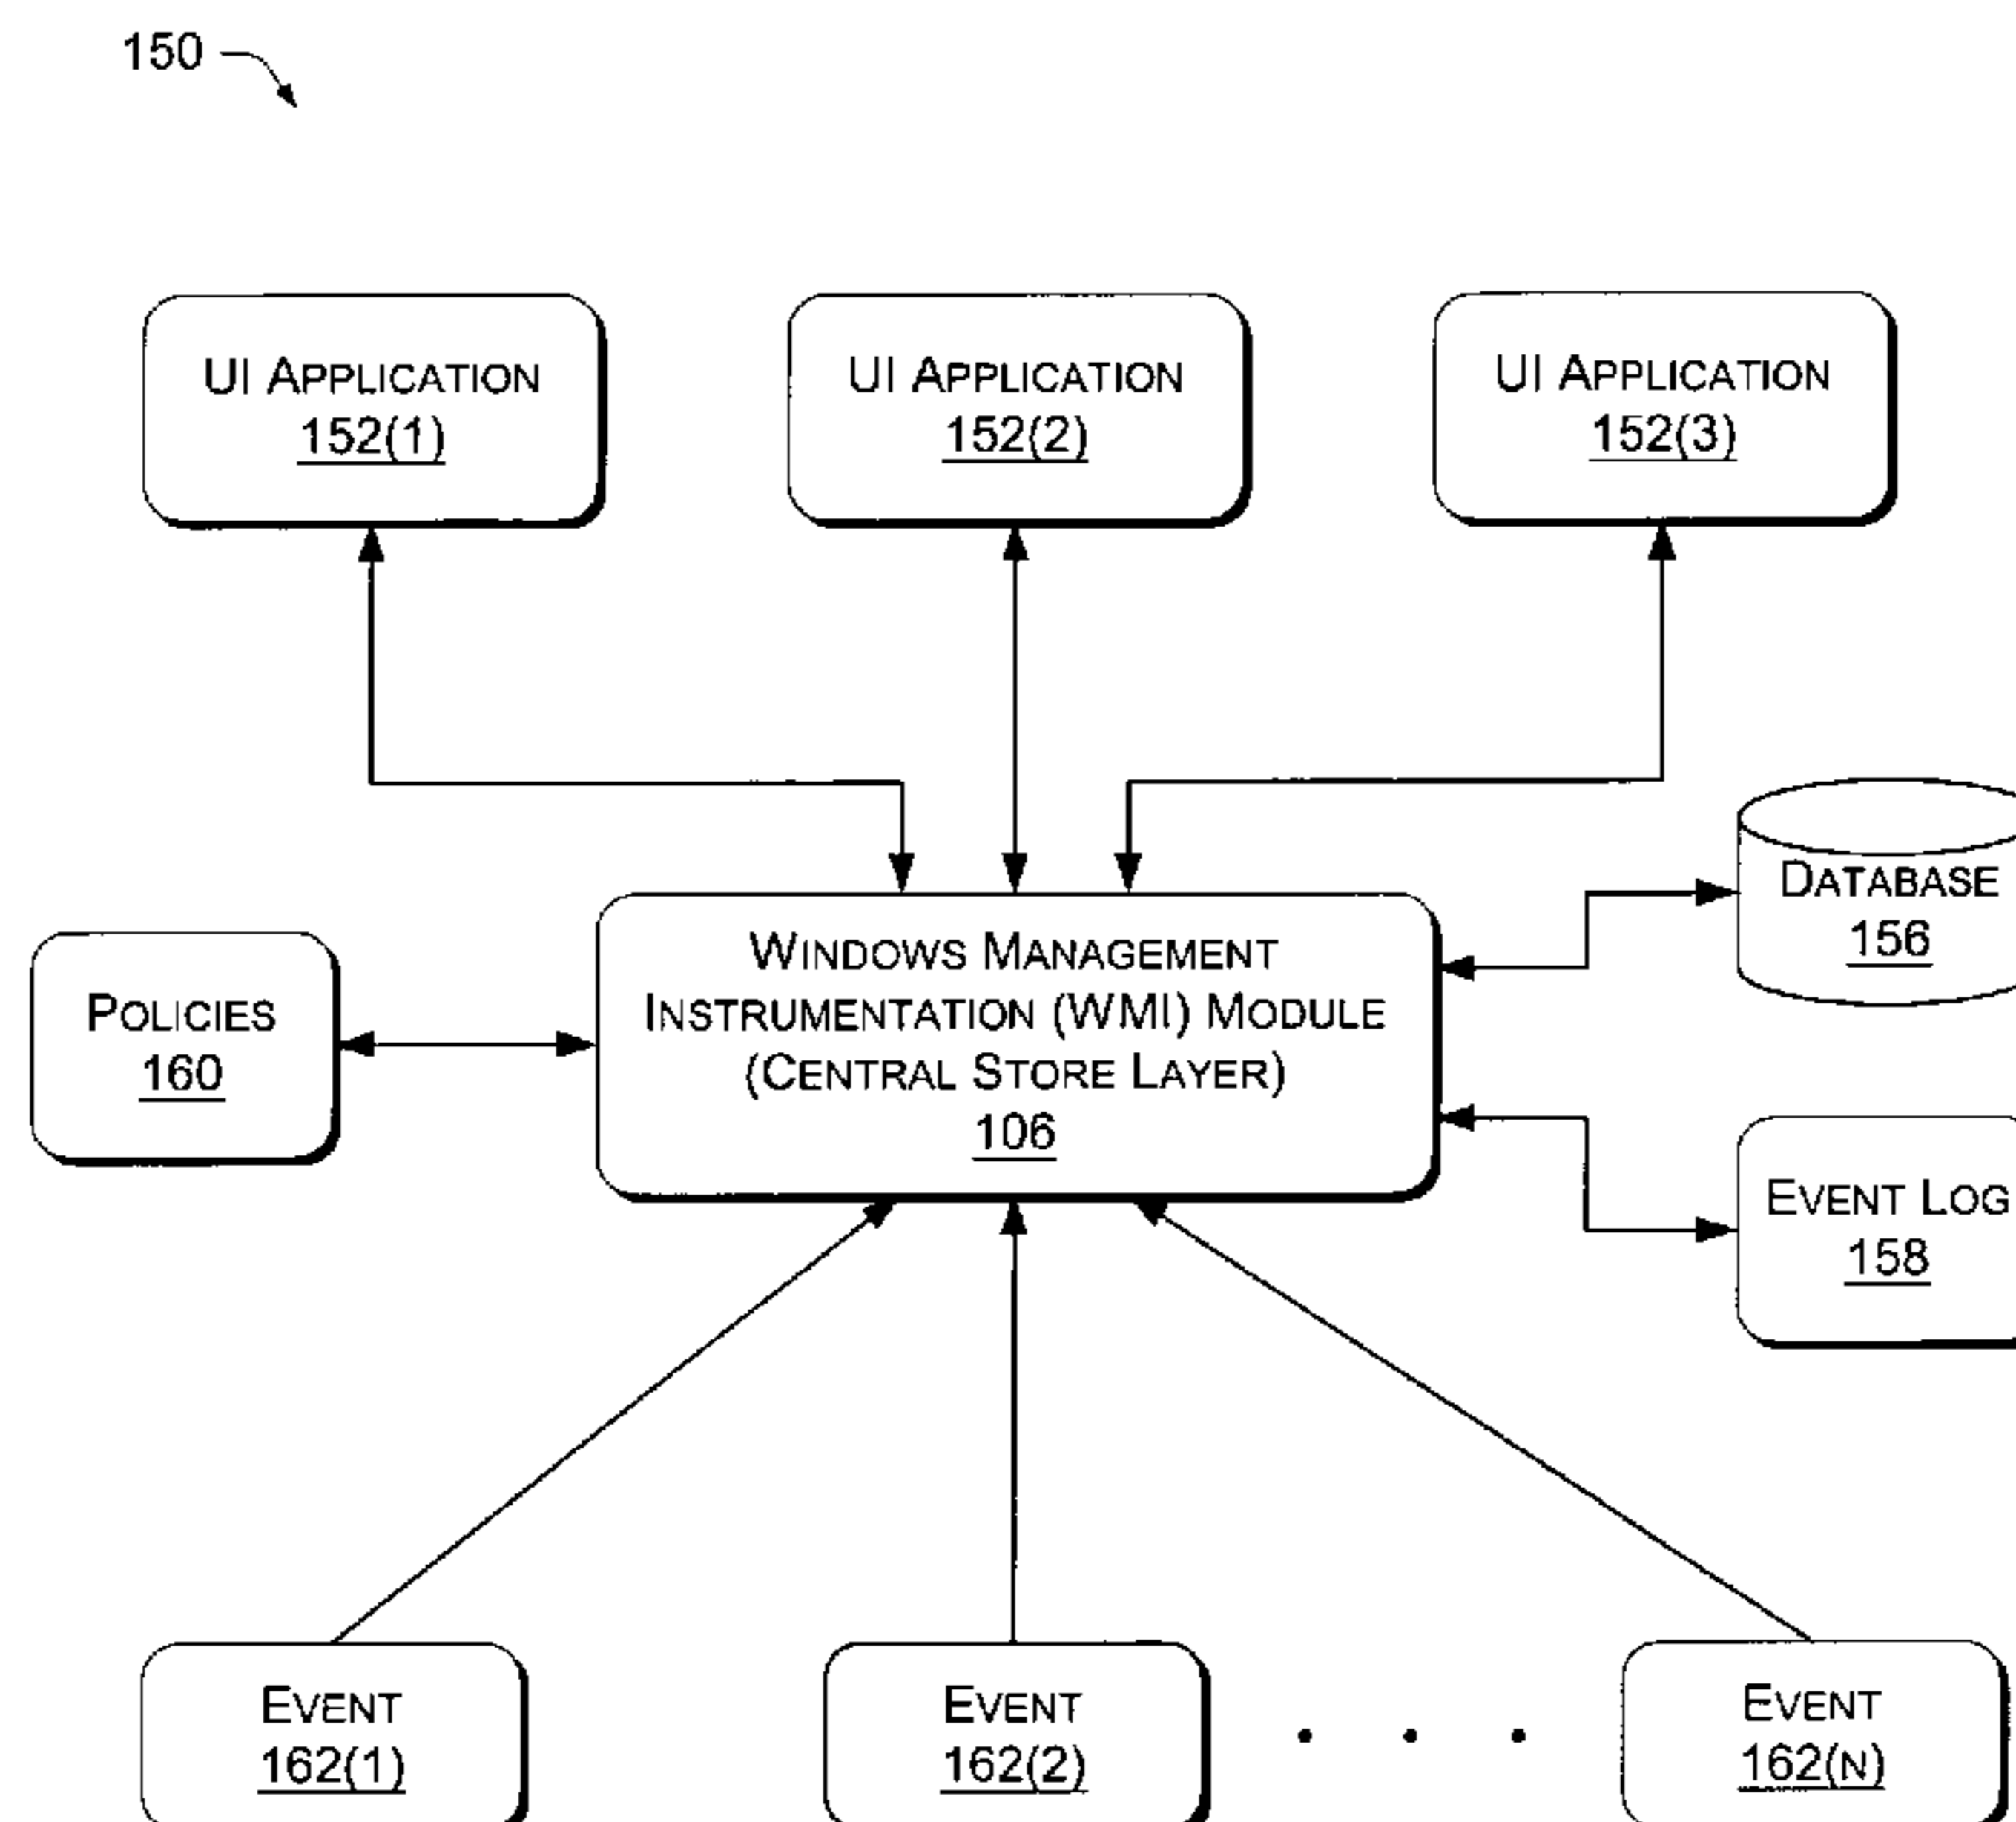 150
UI APPLICATION
152(1)
UI APPLICATION
152(2)
UI APPLICATION
152(3)
DATABASE
156
WINDOWS MANAGEMENT
INSTRUMENTATION (WMI) MODULE
(CENTRAL STORE LAYER)
106
POLICIES
160
EVENT LOG
158
EVENT
162(1)
EVENT
162(2)
. . .
EVENT
162(N)